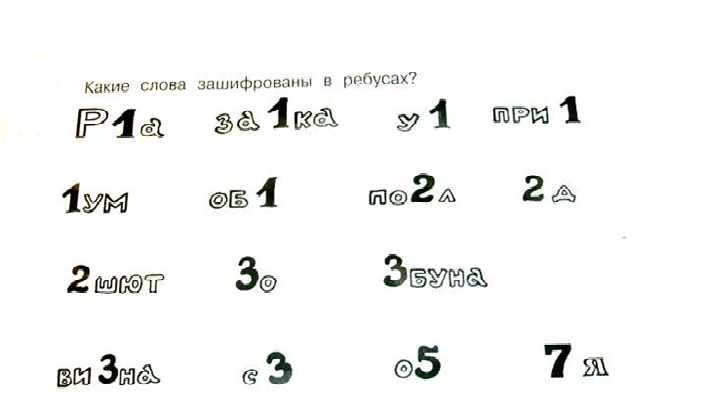 Какие слова зашифрованы в ребусах?
Р1а за1ка у1 при1
1ум об1 по2л 2д
2шют 3о 3буна
ви3на с3 о5 7я